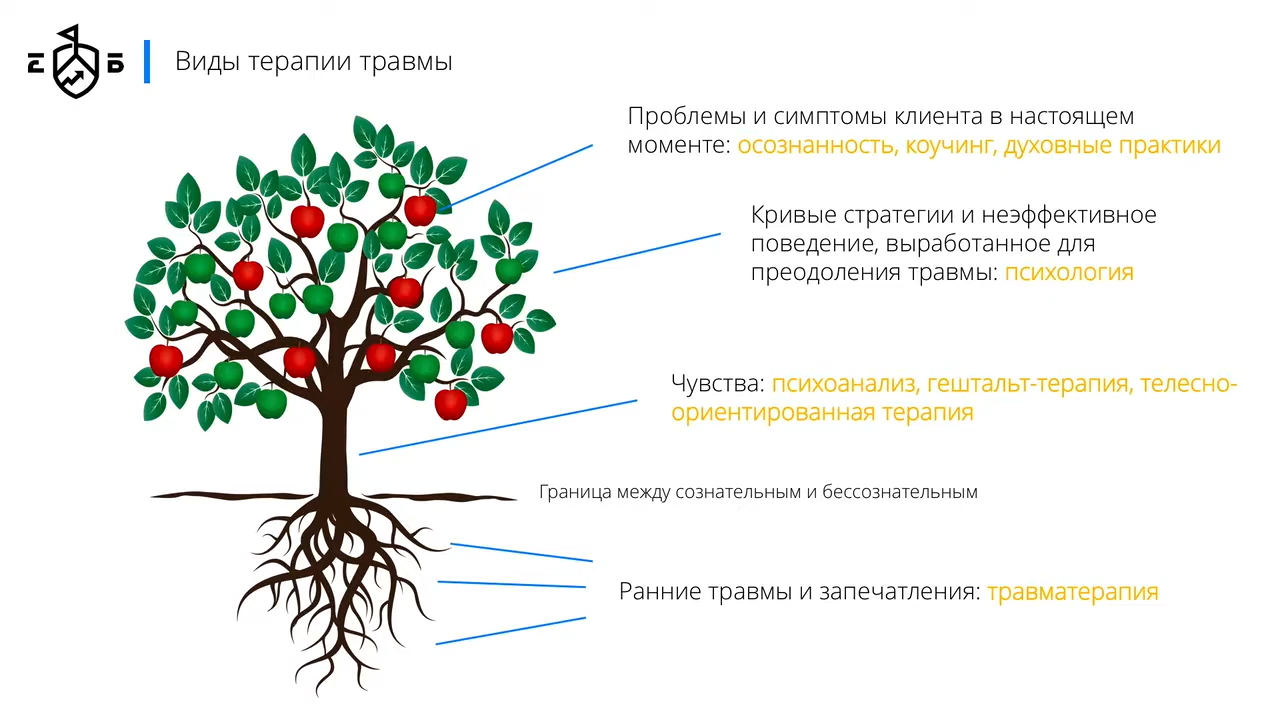 Б Б
Виды терапии травмы
Проблемы и симптомы клиента в настоящем
моменте: осознанность, коучинг, духовные практики
Кривые стратегии и неэффективное
поведение, выработанное для
преодоления травмы: психология
Чувства: психоанализ, гештальт-терапия, телесно-
ориентированная терапия
Граница между сознательным и бессознательным
Ранние травмы и запечатления: травматерапия